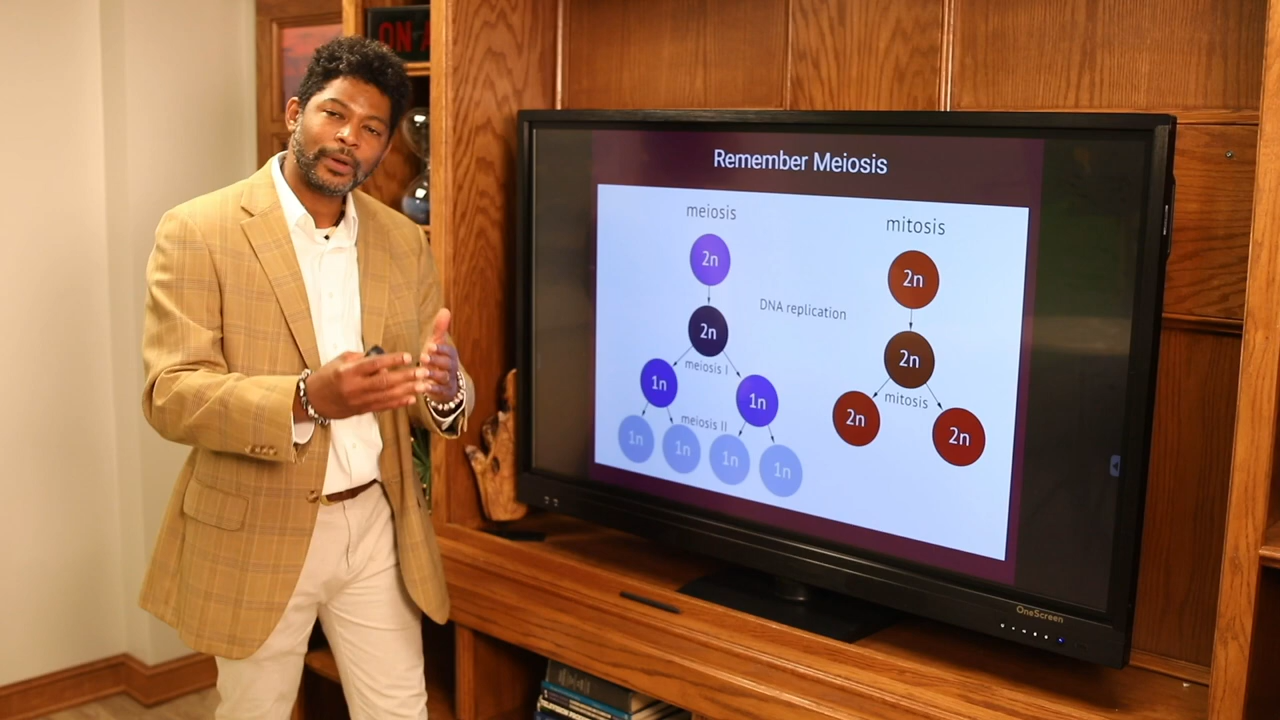 ON A
Remember Meiosis
meiosis
mitosis
2n
2n
DNA replication
2n
2n
meiosis I
1n
1n
mitosis
2n
2n
meiosis II
1n
1n
1n
1n
OneScreen